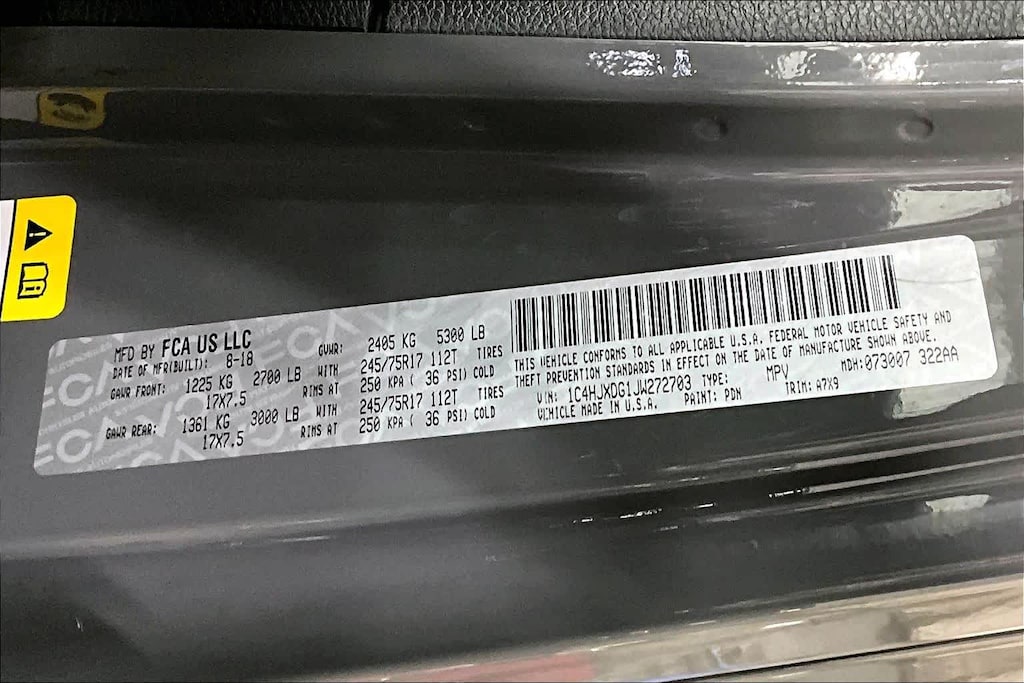 MFD BY FCA US LLC
DATE OF MFR(BUILT): 8-18 GVWR: 2405 KG 5300 LB
GAWR FRONT: 1225 KG 2700 LB WITH 245/75R17 112T TIRES
17X7.5 RIMS AT 250 KPA ( 36 PSI) COLD
GAWR REAR: 1361 KG 3000 LB WITH 245/75R17 112T TIRES
17X7.5 RIMS AT 250 KPA ( 36 PSI) COLD
THIS VEHICLE CONFORMS TO ALL APPLICABLE U.S.A. FEDERAL MOTOR VEHICLE SAFETY AND
THEFT PREVENTION STANDARDS IN EFFECT ON THE DATE OF MANUFACTURE SHOWN ABOVE.
VIN: 1C4HJXDG1JW272703 TYPE: MPV MDH:073007 322AA
VEHICLE MADE IN U.S.A. PAINT: PDN TRIM: A7X9